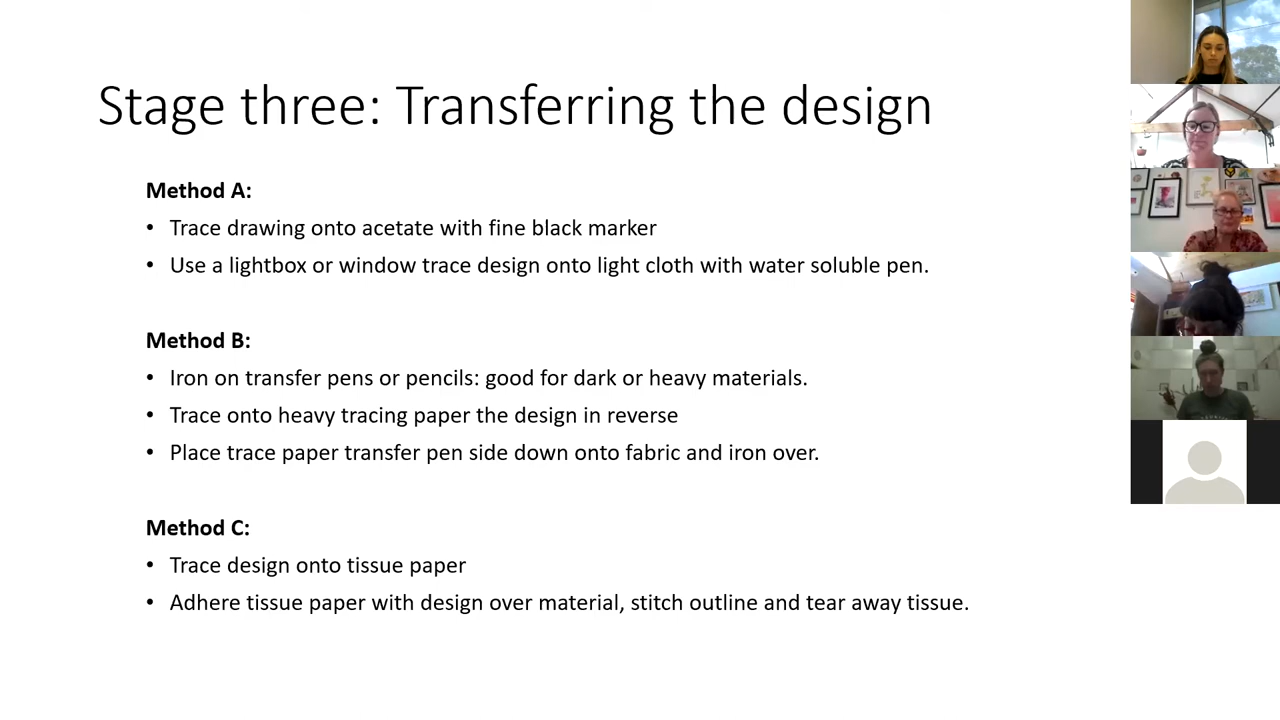 Stage three: Transferring the design
Method A:
• Trace drawing onto acetate with fine black marker
• Use a lightbox or window trace design onto light cloth with water soluble pen.
Method B:
• Iron on transfer pens or pencils: good for dark or heavy materials.
• Trace onto heavy tracing paper the design in reverse
• Place trace paper transfer pen side down onto fabric and iron over.
Method C:
• Trace design onto tissue paper
• Adhere tissue paper with design over material, stitch outline and tear away tissue.